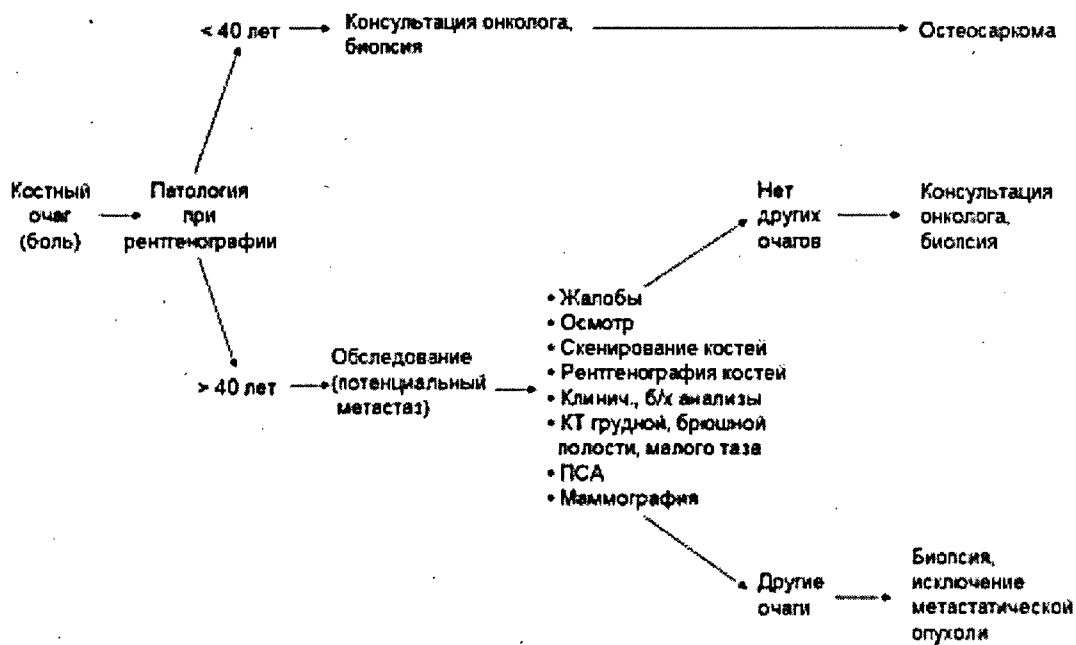 < 40 лет
Консультация онколога,
биопсия
Остеосаркома
Костный
очаг
(боль)
Патология
при
рентгенографии
Нет
других
очагов
Консультация
онколога,
биопсия
> 40 лет
Обследование
(потенциальный
метастаз)
• Жалобы
• Осмотр
• Скенирование костей
• Рентгенография костей
• Клинич., б/х анализы
• КТ грудной, брюшной
полости, малого таза
• ПСА
• Маммография
Другие
очаги
Биопсия,
исключение
метастатической
опухоли